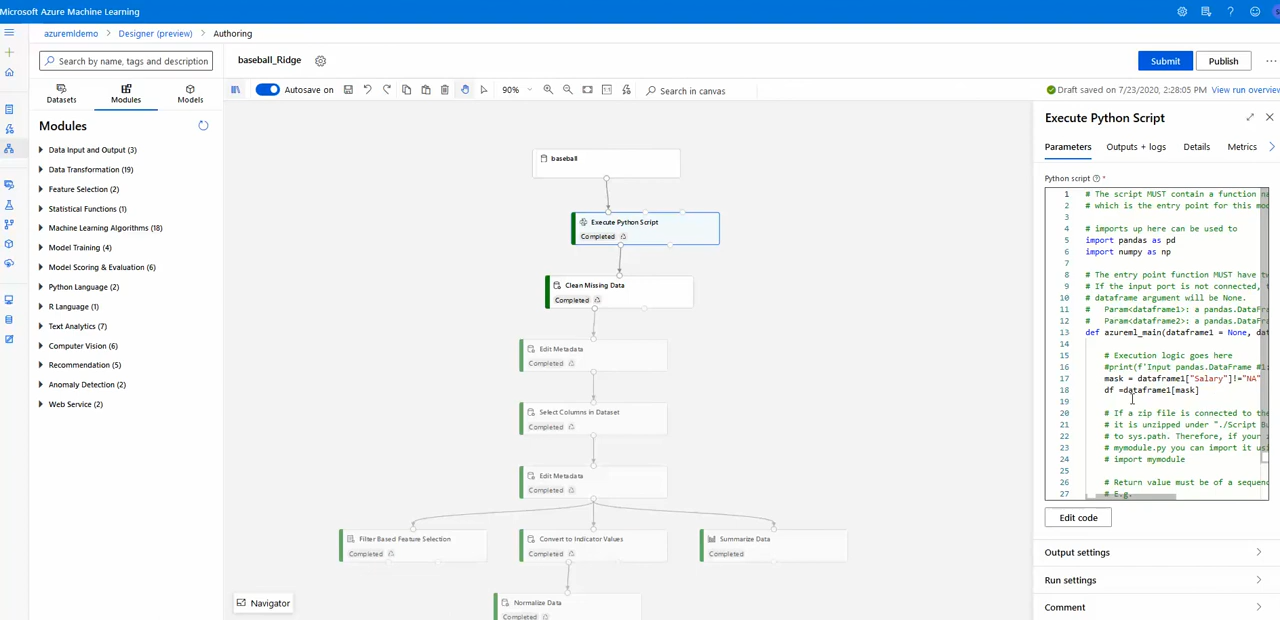 Microsoft Azure Machine Learning
azuremldemo > Designer (preview) > Authoring
Search by name, tags and description
Datasets
Modules
Models
Modules
Data Input and Output (3)
Data Transformation (19)
Feature Selection (2)
Statistical Functions (1)
Machine Learning Algorithms (18)
Model Training (4)
Model Scoring & Evaluation (6)
Python Language (2)
R Language (1)
Text Analytics (7)
Computer Vision (6)
Recommendation (5)
Anomaly Detection (2)
Web Service (2)
baseball_Ridge
Submit
Publish
Autosave on
90%
Search in canvas
Draft saved on 7/23/2020, 2:28:05 PM View run overview
baseball
Execute Python Script
Completed
Clean Missing Data
Completed
Edit Metadata
Completed
Select Columns in Dataset
Completed
Edit Metadata
Completed
Filter Based Feature Selection
Completed
Convert to Indicator Values
Completed
Summarize Data
Completed
Normalize Data
Completed
Navigator
Execute Python Script
Parameters
Outputs + logs
Details
Metrics
Python script *
1 # The script MUST contain a function na
2 # which is the entry point for this mo
3
4 # imports up here can be used to
5 import pandas as pd
6 import numpy as np
7
8 # The entry point function MUST have tw
9 # If the input port is not connected, t
10 # dataframe argument will be None.
11 # Param<dataframe1>: a pandas.DataFra
12 # Param<dataframe2>: a pandas.DataFra
13 def azureml_main(dataframe1 = None, dat
14
15 # Execution logic goes here
16 #print(f'Input pandas.DataFrame #1:
17 mask = dataframe1["Salary"]!="NA"
18 df =dataframe1[mask]
19
20 # If a zip file is connected to the
21 # it is unzipped under "./Script Bu
22 # to sys.path. Therefore, if your z
23 # mymodule.py you can import it usi
24 # import mymodule
25
26 # Return value must be of a sequenc
27 # E.g.
Edit code
Output settings
Run settings
Comment